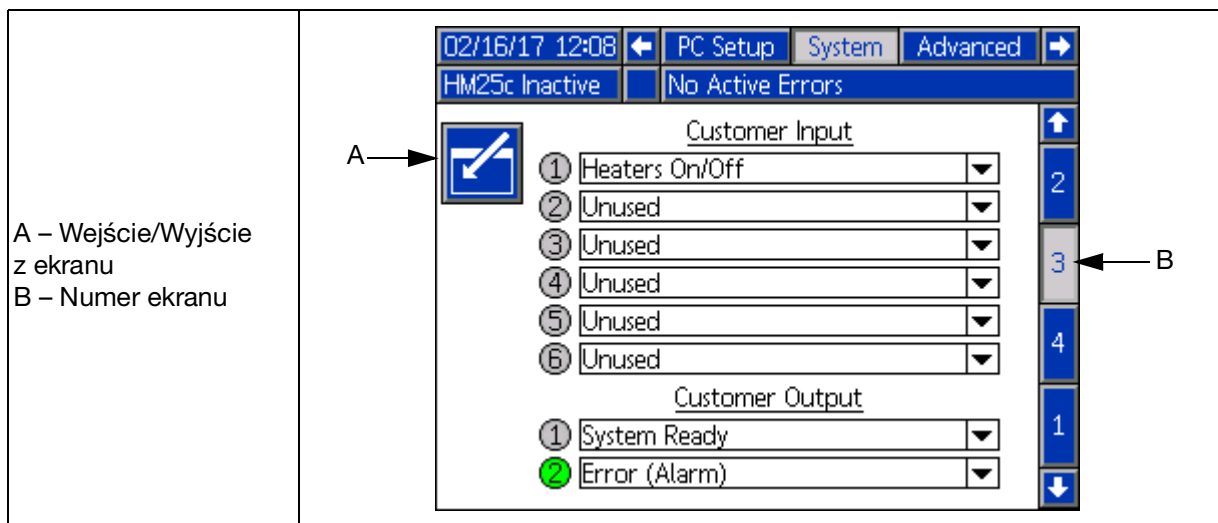 A – Wejście/Wyjście
z ekranu
B – Numer ekranu
02/16/17 12:08 PC Setup System Advanced
HM25c Inactive No Active Errors
A
Customer Input
1 Heaters On/Off
2 Unused
3 Unused
4 Unused
5 Unused
6 Unused
Customer Output
1 System Ready
2 Error (Alarm)
2
3
B
4
1